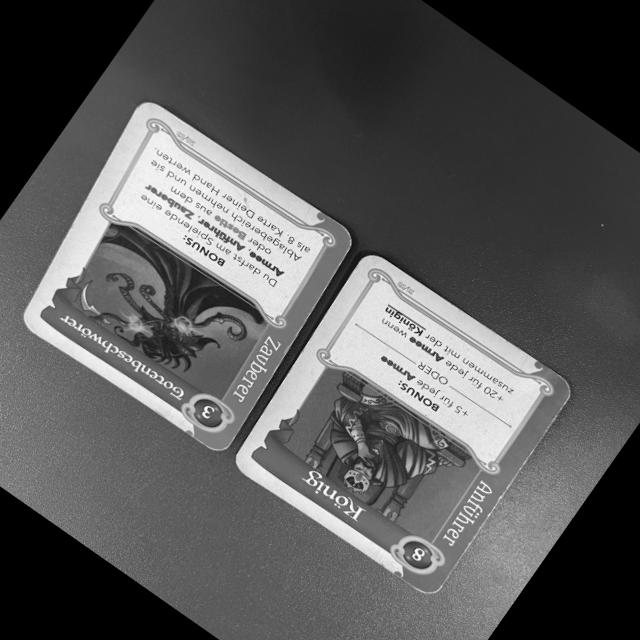 3
Totenbeschwörer
Zauberer
BONUS:
Du darfst am Spielende eine
Armee, Anführer, Zauberer
oder Bestie aus dem
Ablagebereich nehmen und sie
als 8. Karte Deiner Hand werten.
8
König
Anführer
BONUS:
+5 für jede Armee
ODER
+20 für jede Armee wenn
zusammen mit der Königin